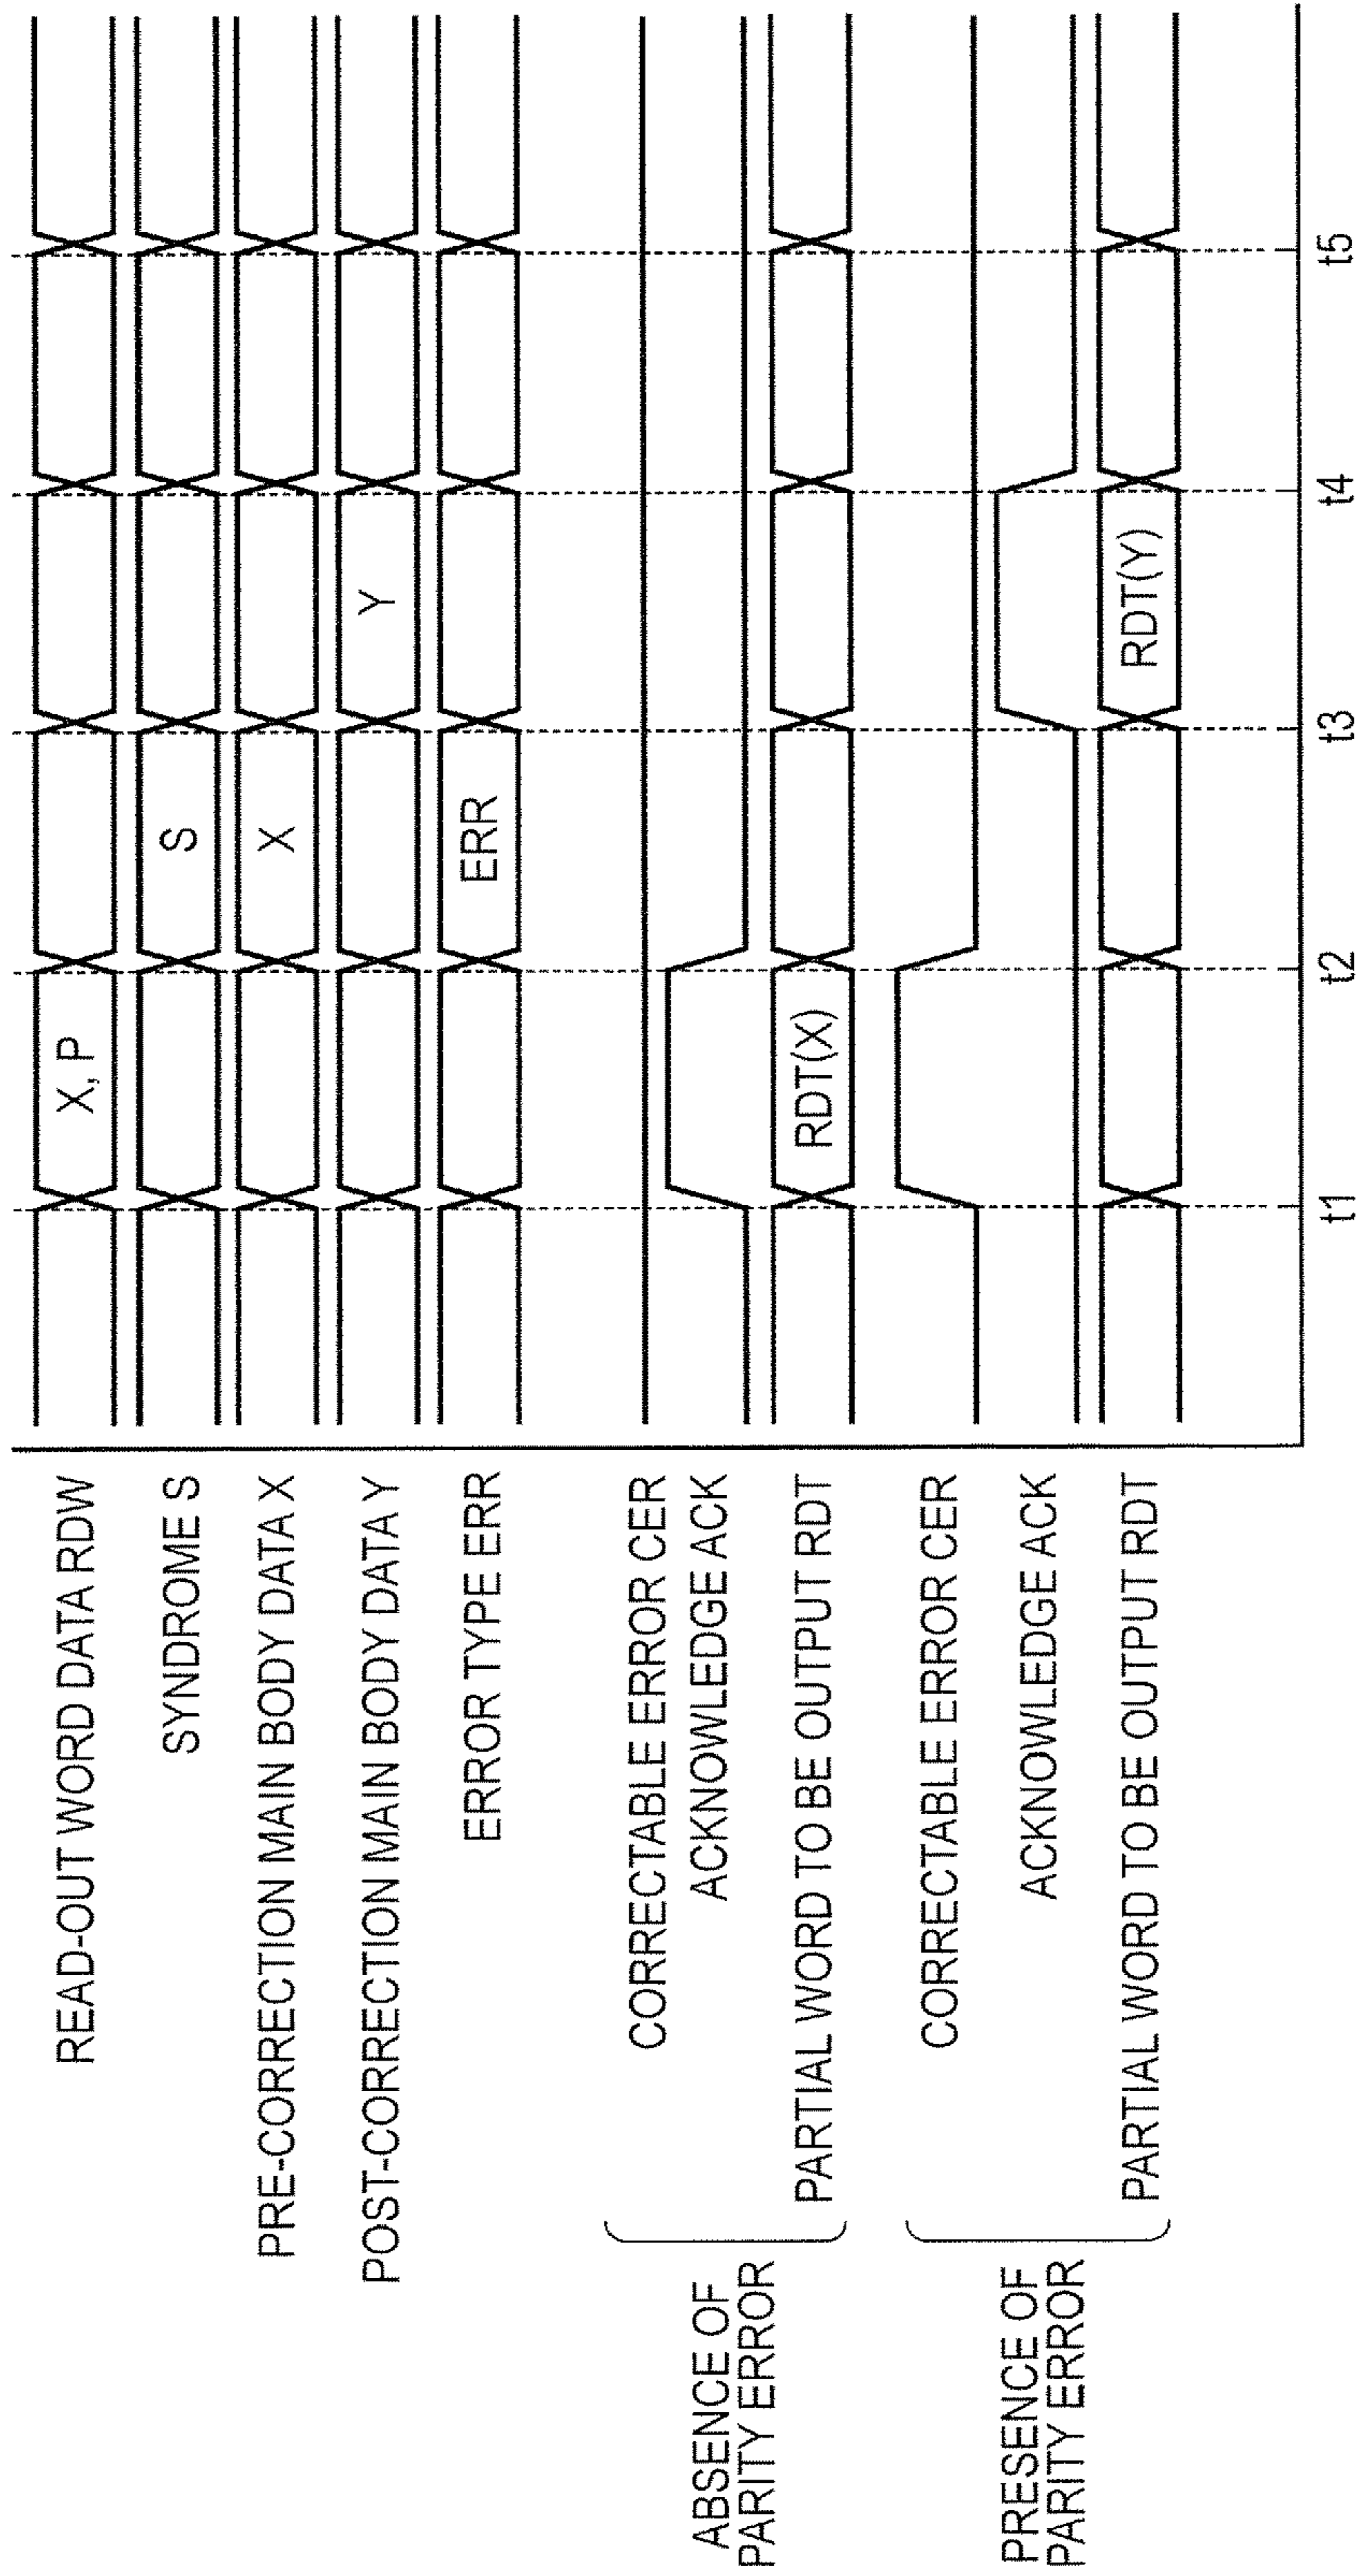 READ-OUT WORD DATA RDW
X, P
SYNDROME S
S
PRE-CORRECTION MAIN BODY DATA X
X
POST-CORRECTION MAIN BODY DATA Y
Y
ERROR TYPE ERR
ERR
ABSENCE OF
PARITY ERROR
CORRECTABLE ERROR CER
ACKNOWLEDGE ACK
PARTIAL WORD TO BE OUTPUT RDT
RDT(X)
PRESENCE OF
PARITY ERROR
CORRECTABLE ERROR CER
ACKNOWLEDGE ACK
PARTIAL WORD TO BE OUTPUT RDT
RDT(Y)
t1
t2
t3
t4
t5